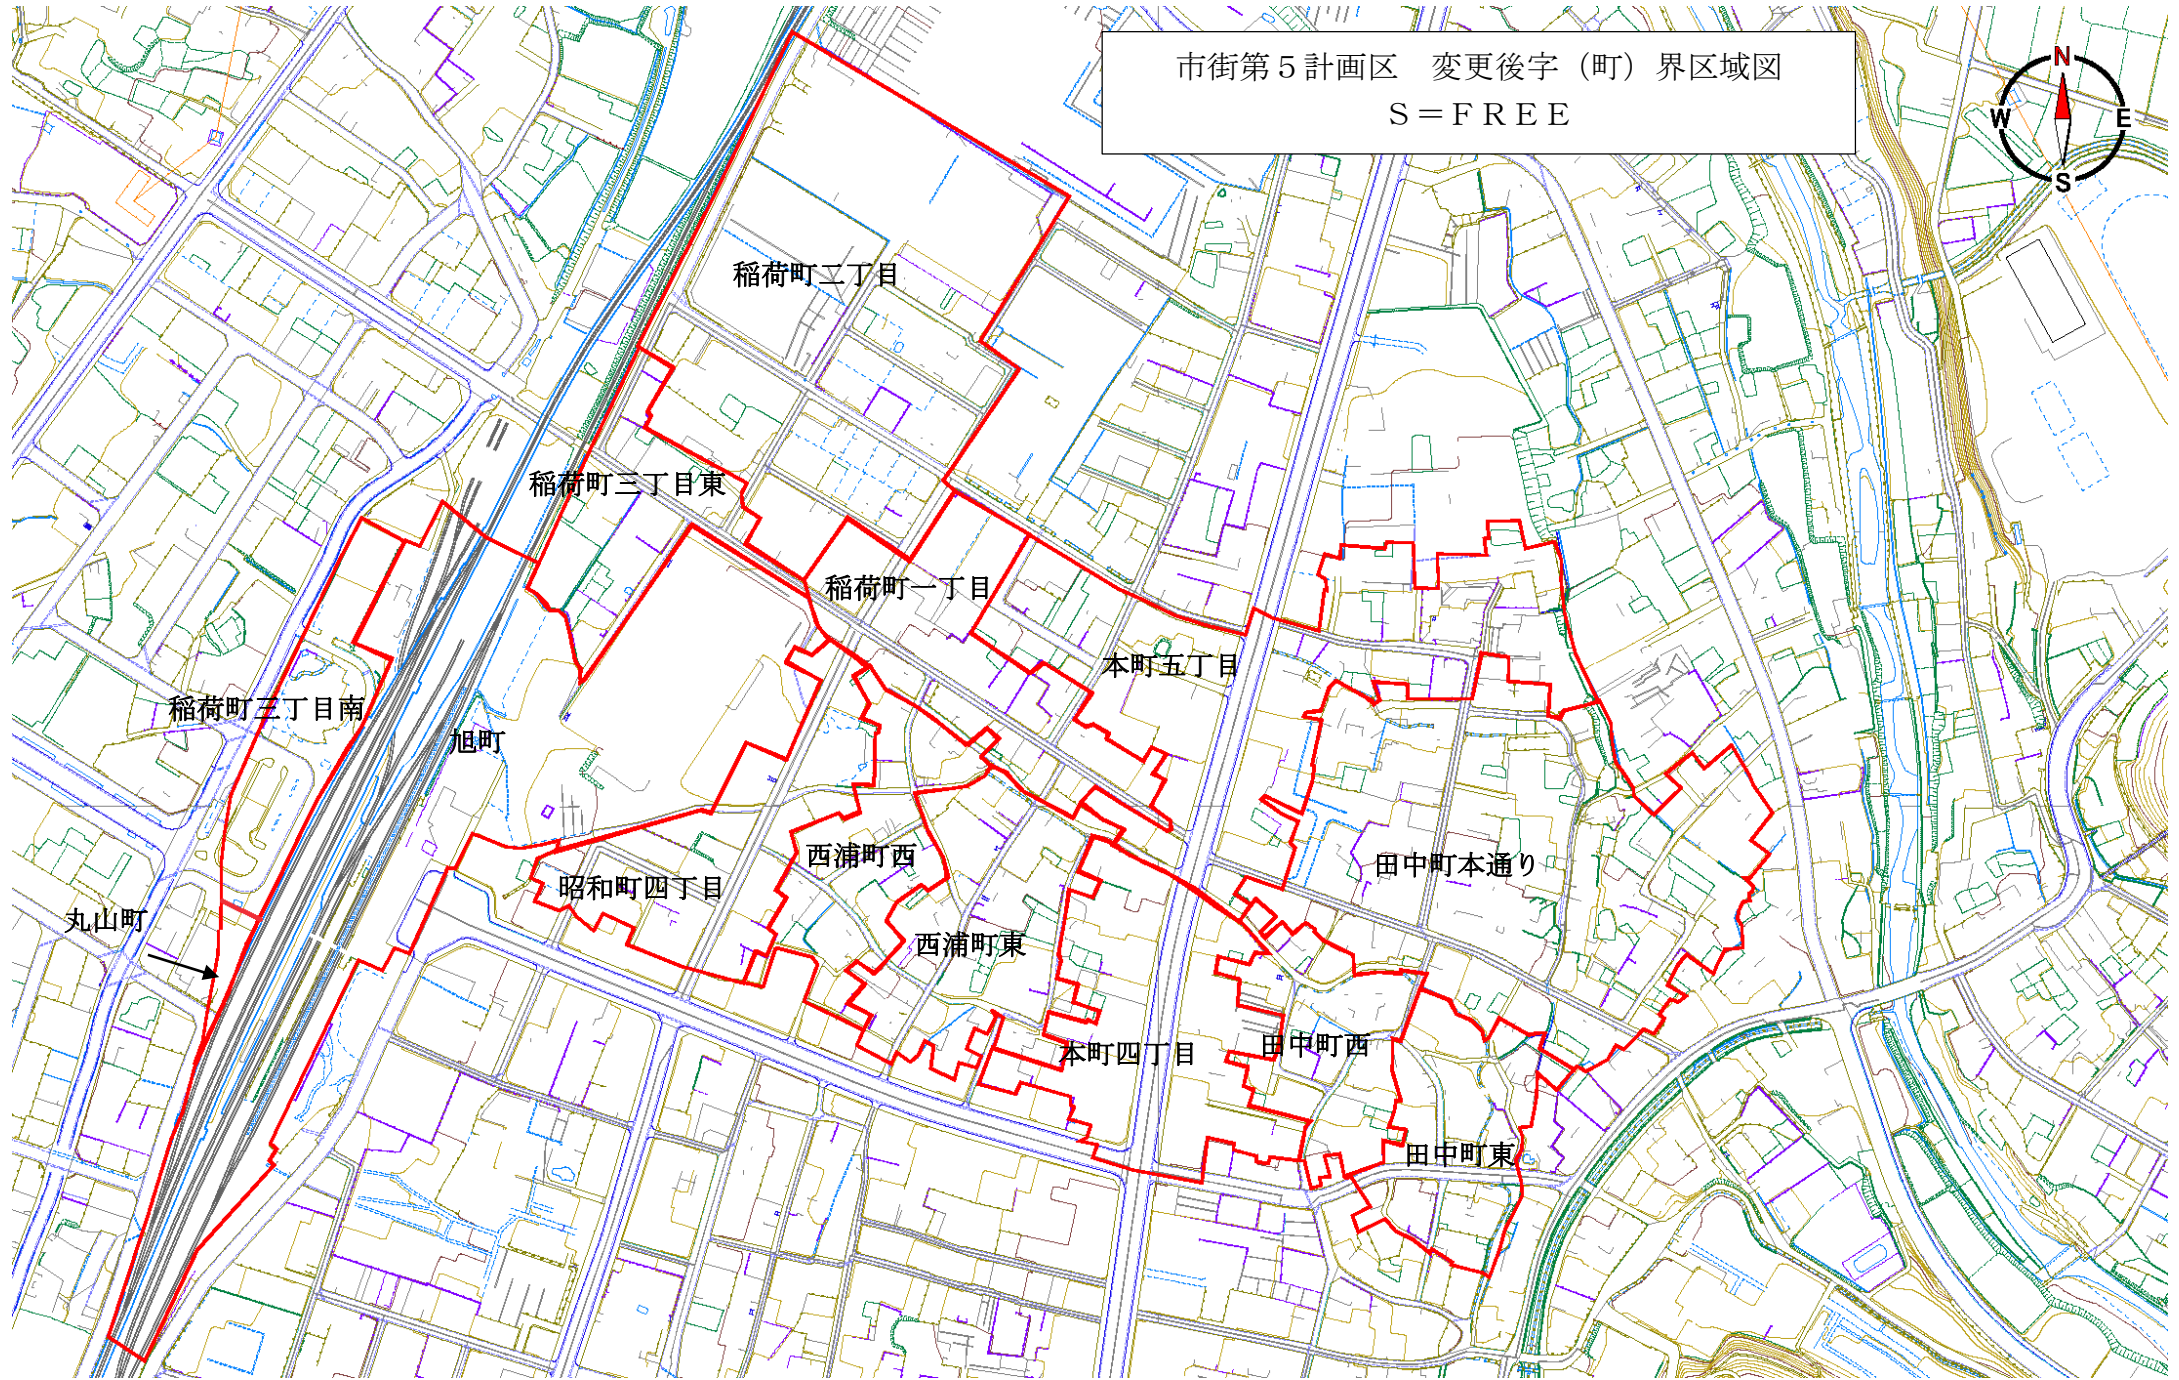 市街第５計画区　変更後字（町）界区域図
Ｓ＝ＦＲＥＥ
N
W
E
S
稲荷町二丁目
稲荷町三丁目東
稲荷町一丁目
本町五丁目
稲荷町三丁目南
旭町
西浦町西
田中町本通り
昭和町四丁目
丸山町
西浦町東
本町四丁目
田中町西
田中町東